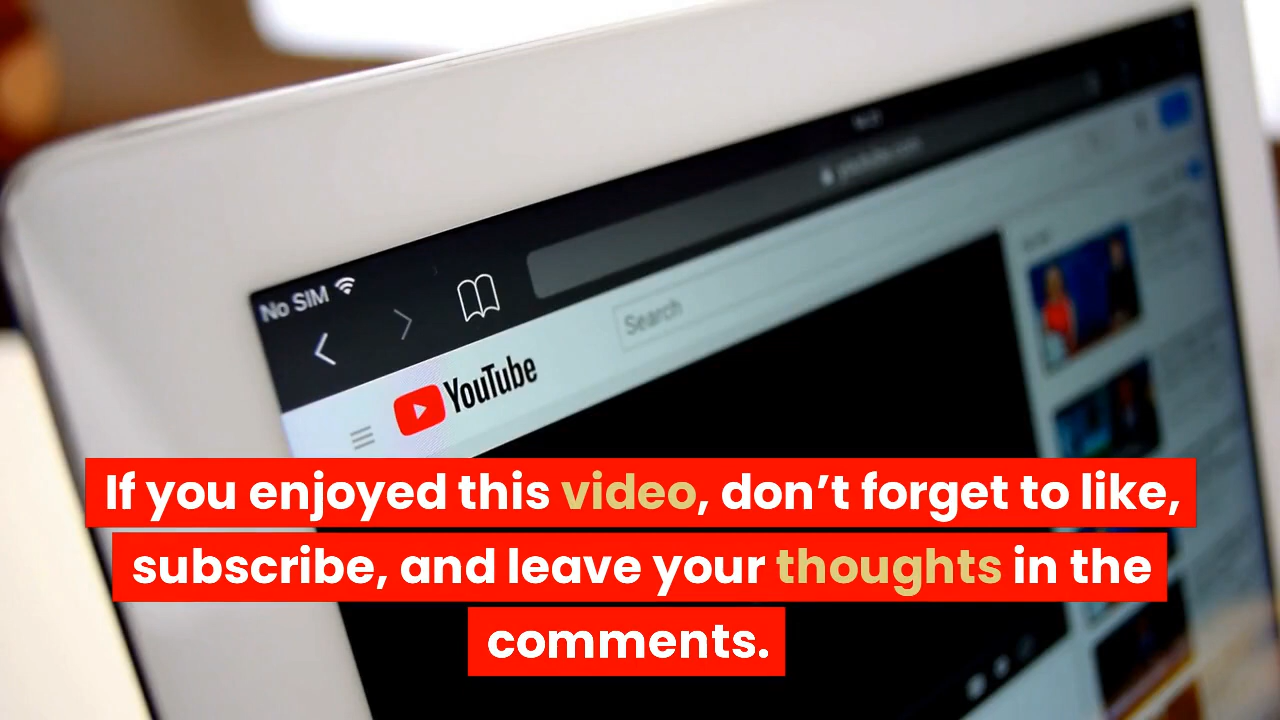 No SIM
Search
YouTube
If you enjoyed this video, don’t forget to like,
subscribe, and leave your thoughts in the
comments.